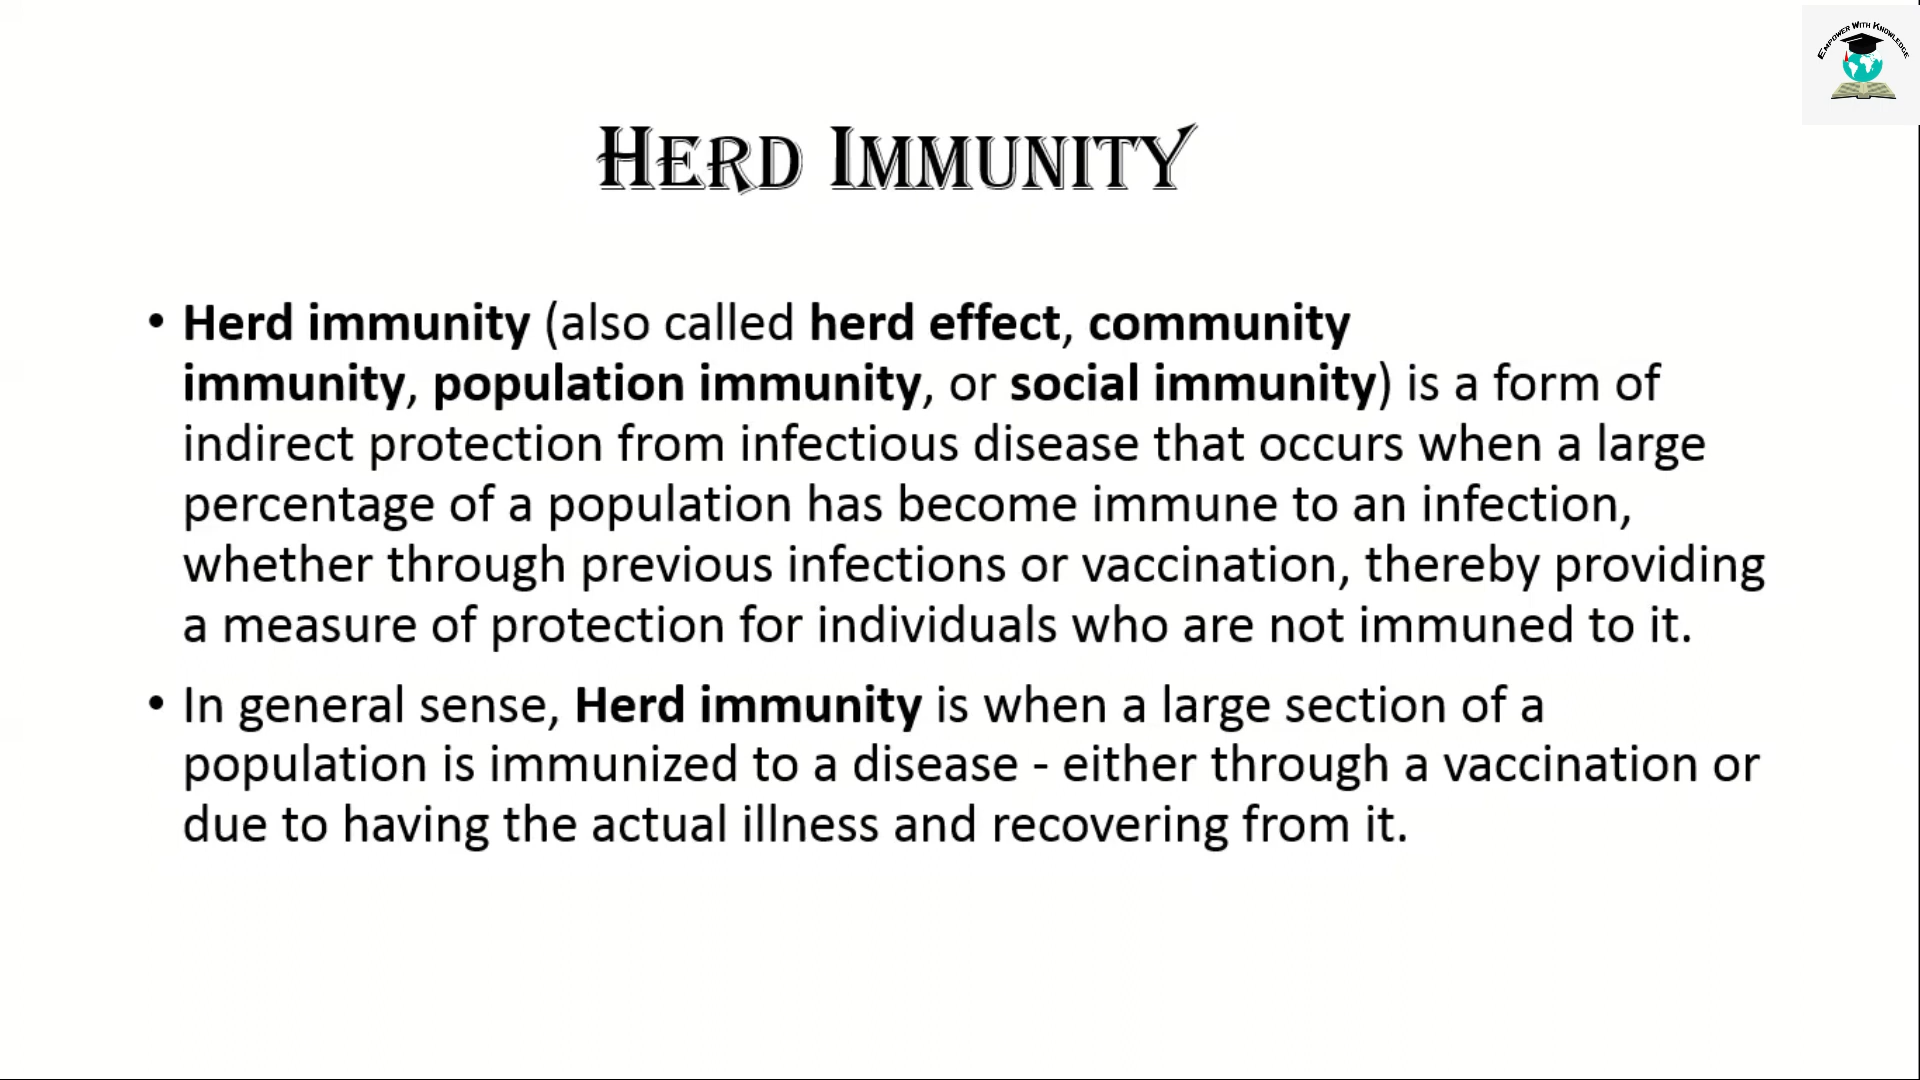 EMPOWER WITH KNOWLEDGE
HERD IMMUNITY
• Herd immunity (also called herd effect, community
immunity, population immunity, or social immunity) is a form of
indirect protection from infectious disease that occurs when a large
percentage of a population has become immune to an infection,
whether through previous infections or vaccination, thereby providing
a measure of protection for individuals who are not immuned to it.
• In general sense, Herd immunity is when a large section of a
population is immunized to a disease - either through a vaccination or
due to having the actual illness and recovering from it.